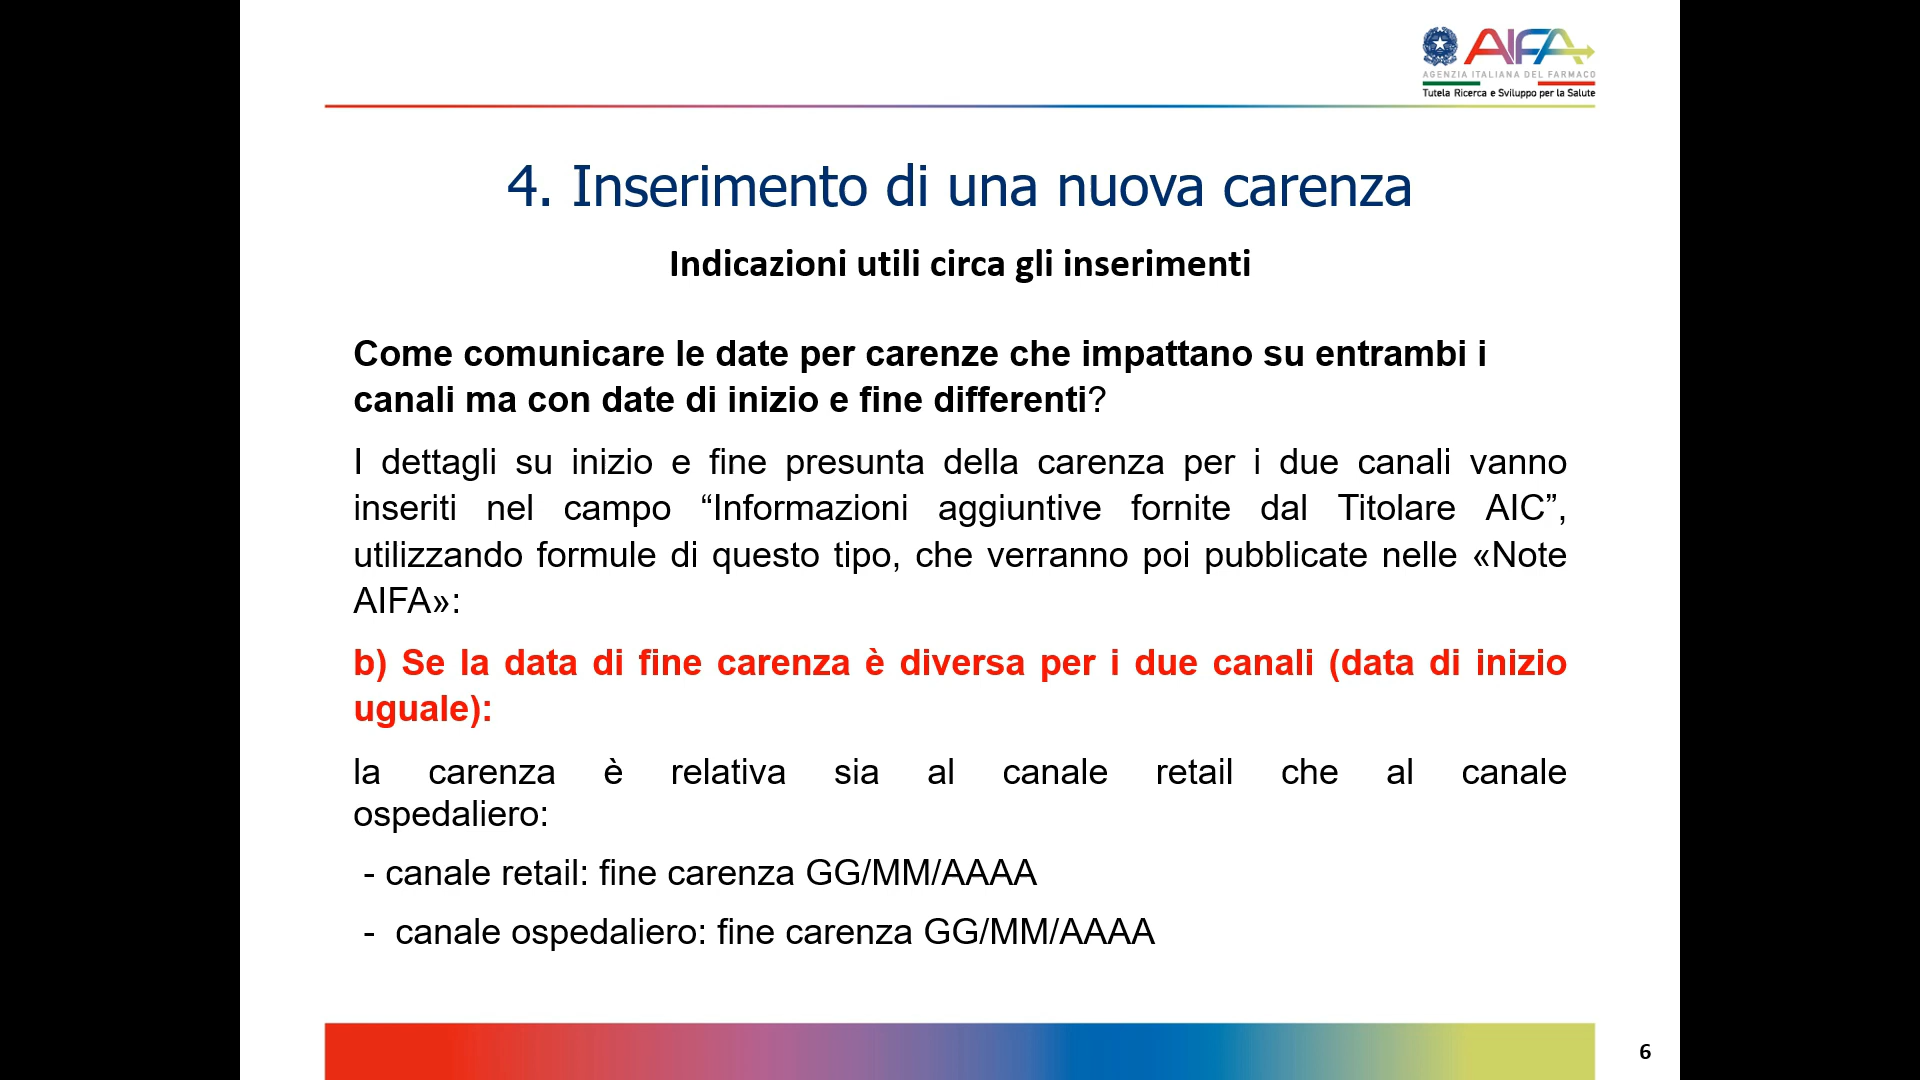 AIFA
AGENZIA ITALIANA DEL FARMACO
Tutela Ricerca e Sviluppo per la Salute
4. Inserimento di una nuova carenza
Indicazioni utili circa gli inserimenti
Come comunicare le date per carenze che impattano su entrambi i
canali ma con date di inizio e fine differenti?
I dettagli su inizio e fine presunta della carenza per i due canali vanno
inseriti nel campo “Informazioni aggiuntive fornite dal Titolare AIC”,
utilizzando formule di questo tipo, che verranno poi pubblicate nelle «Note
AIFA»:
b) Se la data di fine carenza è diversa per i due canali (data di inizio
uguale):
la carenza è relativa sia al canale retail che al canale
ospedaliero:
- canale retail: fine carenza GG/MM/AAAA
- canale ospedaliero: fine carenza GG/MM/AAAA
6